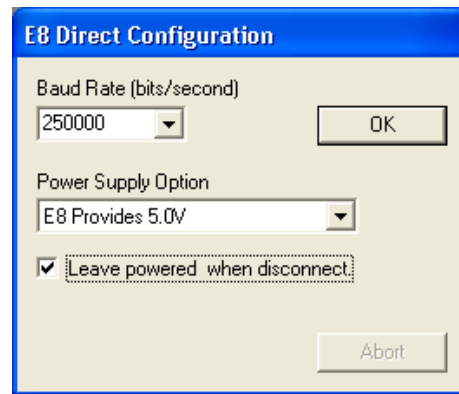 E8 Direct Configuration
Baud Rate (bits/second)
250000
OK
Power Supply Option
E8 Provides 5.0V
Leave powered  when disconnect.
Abort